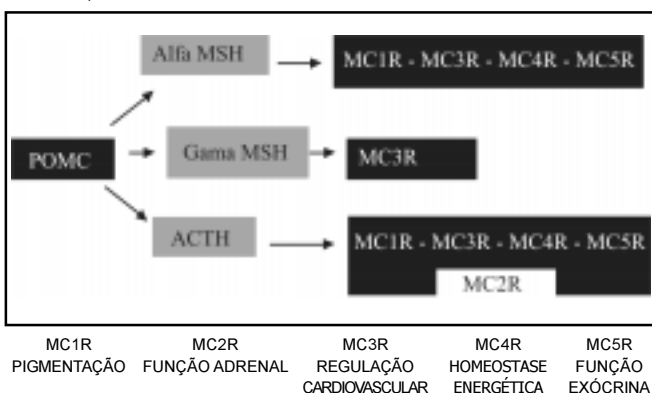 Alfa MSH
MC1R - MC3R - MC4R - MC5R
POMC
Gama MSH
MC3R
ACTH
MC1R - MC3R - MC4R - MC5R
MC2R
MC1R MC2R MC3R MC4R MC5R
PIGMENTAÇÃO FUNÇÃO ADRENAL REGULAÇÃO HOMEOSTASE FUNÇÃO
CARDIOVASCULAR ENERGÉTICA EXÓCRINA